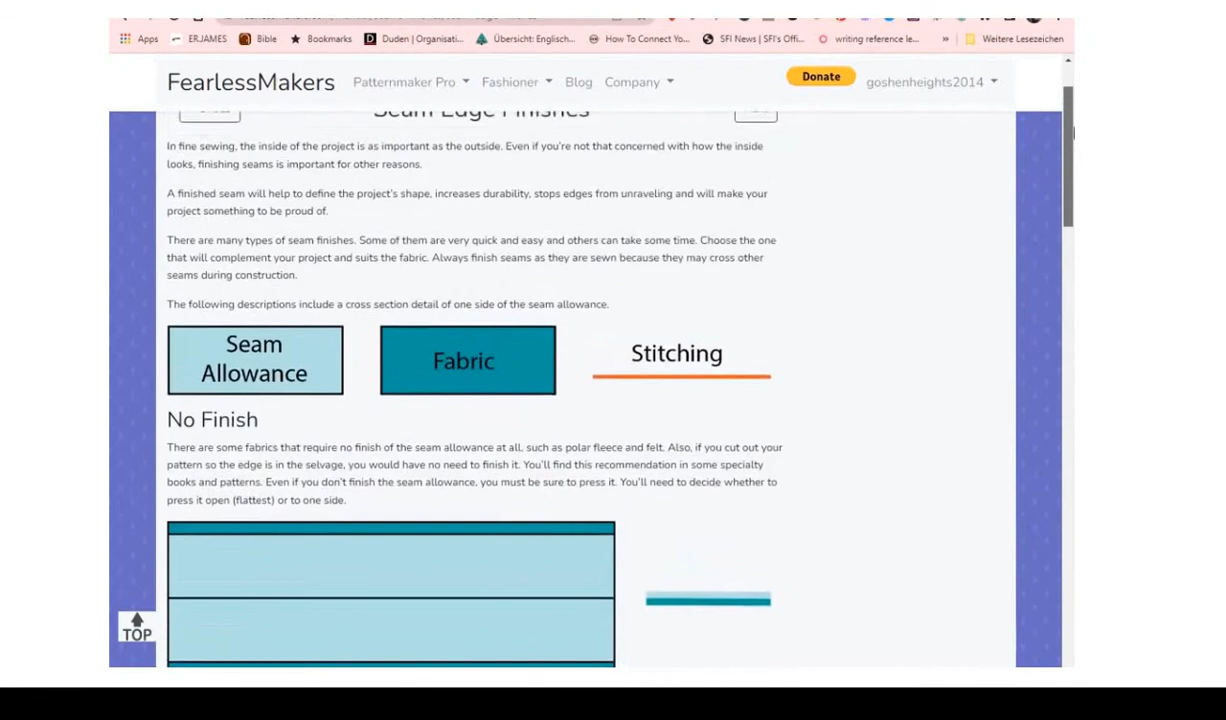 Apps ERJAMES Bible Bookmarks Duden | Organisati... Übersicht: Englisch... How To Connect Yo... SFI News | SFI's Offi... writing reference le... » Weitere Lesezeichen
FearlessMakers Patternmaker Pro Fashioner Blog Company Donate goshenheights2014
Seam Edge Finishes
In fine sewing, the inside of the project is as important as the outside. Even if you're not that concerned with how the inside
looks, finishing seams is important for other reasons.
A finished seam will help to define the project's shape, increases durability, stops edges from unraveling and will make your
project something to be proud of.
There are many types of seam finishes. Some of them are very quick and easy and others can take some time. Choose the one
that will complement your project and suits the fabric. Always finish seams as they are sewn because they may cross other
seams during construction.
The following descriptions include a cross section detail of one side of the seam allowance.
Seam
Allowance
Fabric
Stitching
No Finish
There are some fabrics that require no finish of the seam allowance at all, such as polar fleece and felt. Also, if you cut out your
pattern so the edge is in the selvage, you would have no need to finish it. You'll find this recommendation in some specialty
books and patterns. Even if you don't finish the seam allowance, you must be sure to press it. You'll need to decide whether to
press it open (flattest) or to one side.
TOP